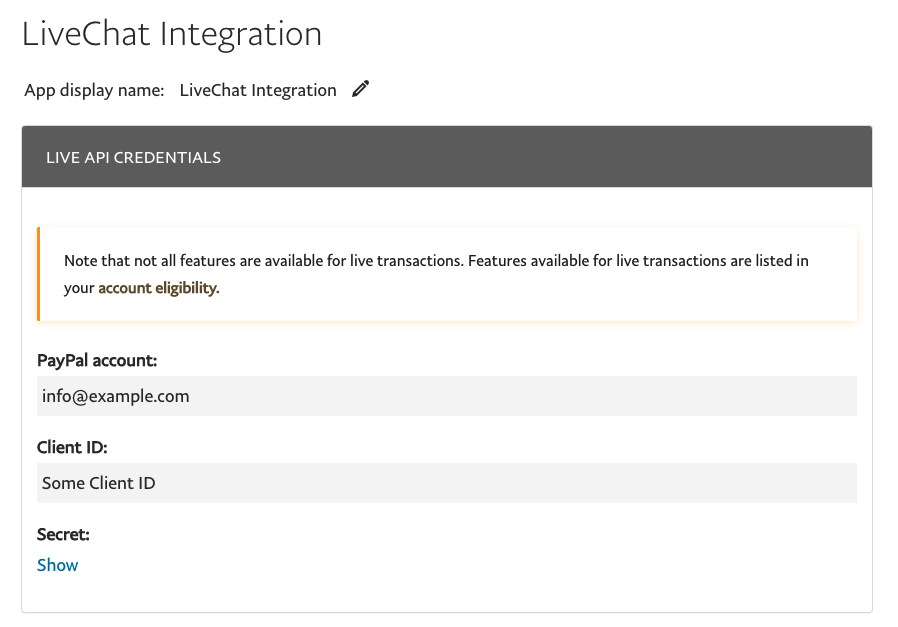 LiveChat Integration
App display name: LiveChat Integration
LIVE API CREDENTIALS
Note that not all features are available for live transactions. Features available for live transactions are listed in
your account eligibility.
PayPal account:
info@example.com
Client ID:
Some Client ID
Secret:
Show